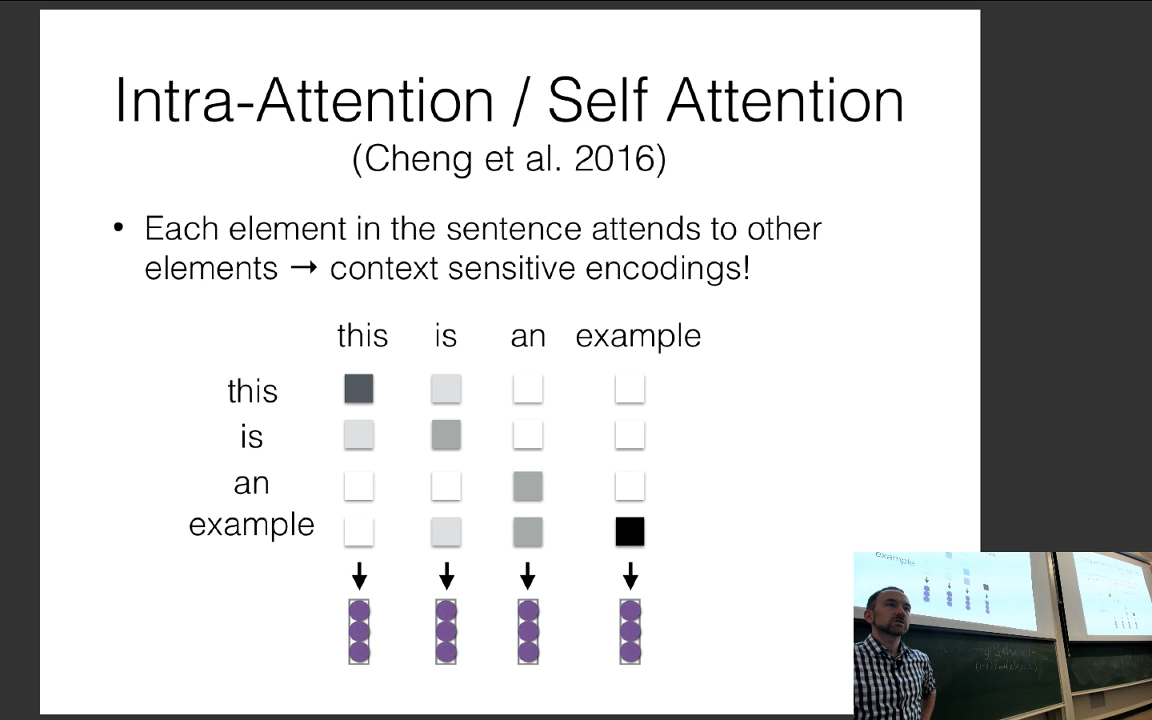 Intra-Attention / Self Attention
(Cheng et al. 2016)
• Each element in the sentence attends to other
elements → context sensitive encodings!
this is an example
this
is
an
example
example